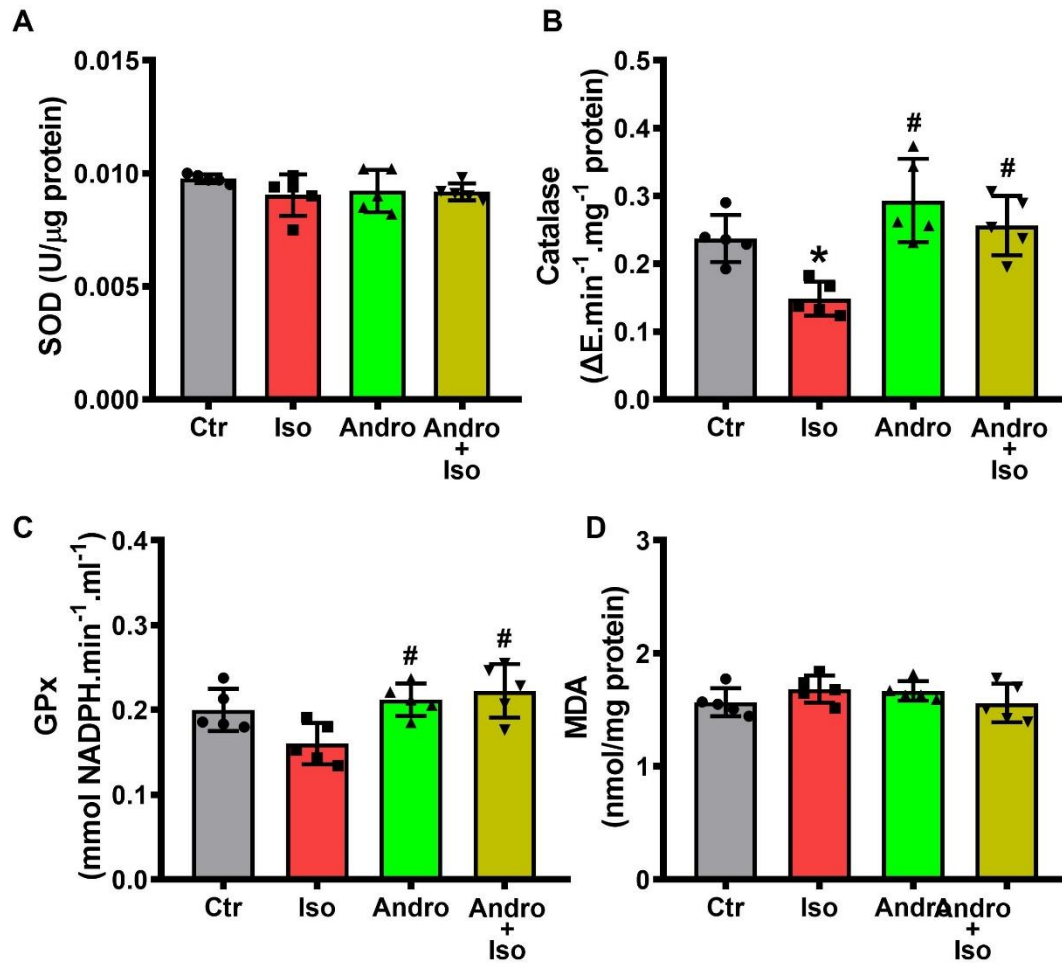 A
SOD (U/μg protein)
0.015
0.010
0.005
0.000
Ctr
Iso
Andro
Andro
+
Iso
B
Catalase
(ΔE.min⁻¹.mg⁻¹ protein)
0.5
0.4
0.3
0.2
0.1
0.0
*
#
#
Ctr
Iso
Andro
Andro
+
Iso
C
GPx
(mmol NADPH.min⁻¹.ml⁻¹)
0.4
0.3
0.2
0.1
0.0
#
#
Ctr
Iso
Andro
Andro
+
Iso
D
MDA
(nmol/mg protein)
3
2
1
0
Ctr
Iso
Andro
Andro
+
Iso